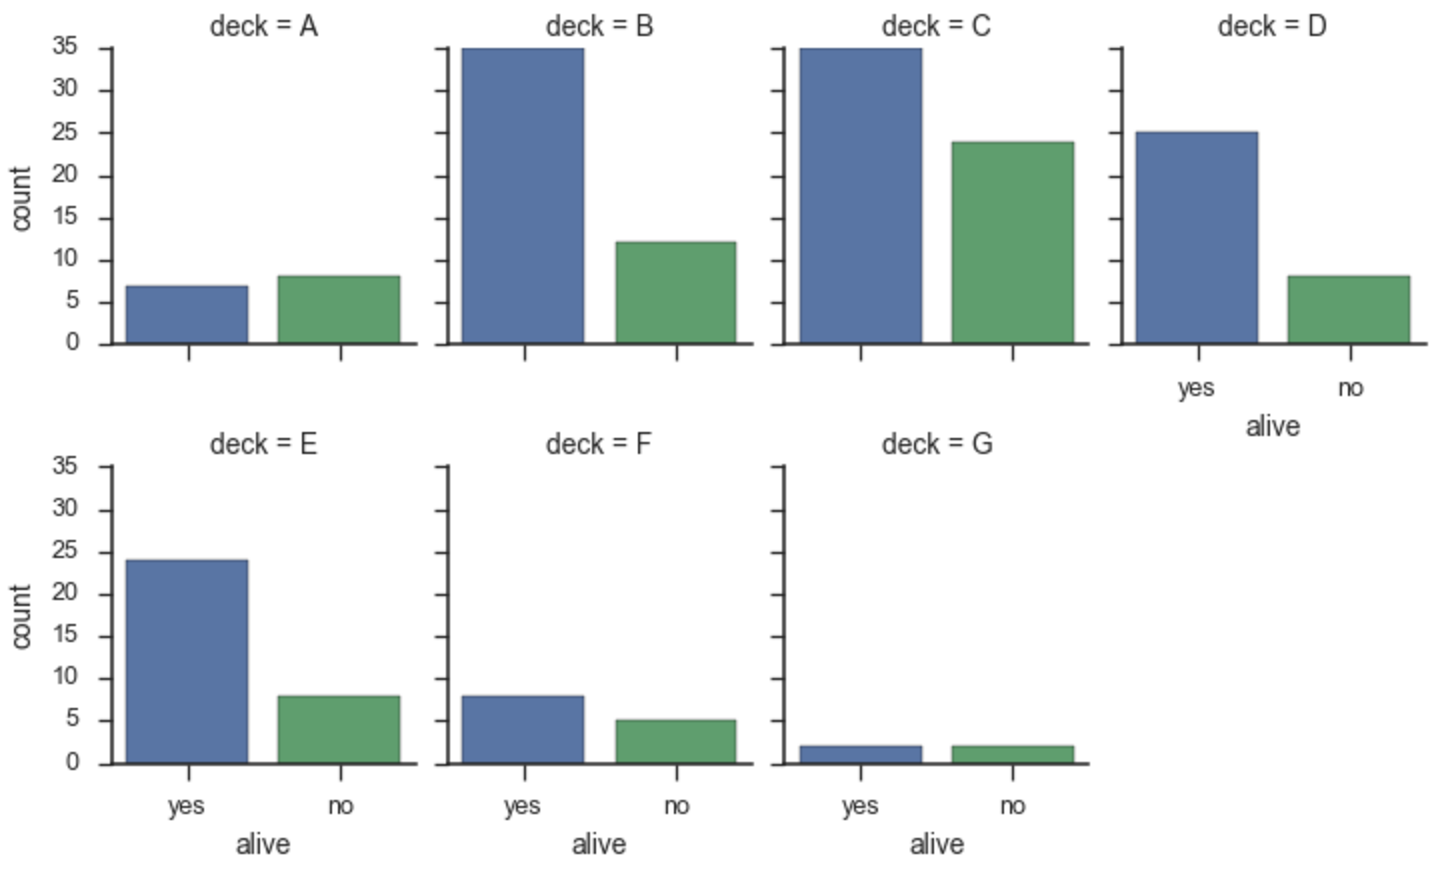 deck = A
deck = B
deck = C
deck = D
35
30
25
20
15
10
5
0
count
yes
no
alive
deck = E
deck = F
deck = G
35
30
25
20
15
10
5
0
count
yes
no
yes
no
yes
no
alive
alive
alive